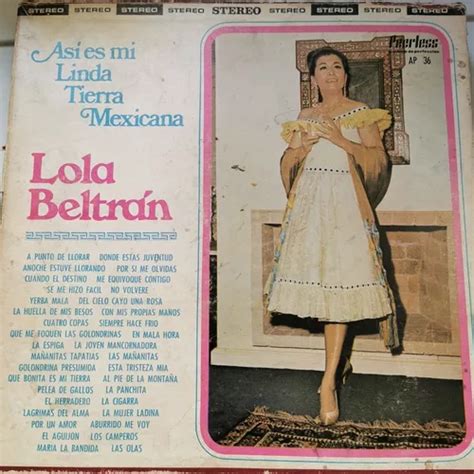 STEREO STEREO STEREO STEREO STEREO STEREO STEREO STEREO STEREO
Así es mi
Linda
Tierra
Mexicana
Peerless
AP 36
Lola
Beltrán
A PUNTO DE LLORAR DONDE ESTAS JUVENTUD
ANOCHE ESTUVE LLORANDO POR SI ME OLVIDAS
CUANDO EL DESTINO ME EQUIVOQUE CONTIGO
SE ME HIZO FACIL NO VOLVERE
YERBA MALA DEL CIELO CAYO UNA ROSA
LA HUELLA DE MIS BESOS CON MIS PROPIAS MANOS
CUATRO COPAS SIEMPRE HACE FRIO
QUE ME TOQUEN LAS GOLONDRINAS EN MALA HORA
LA ESPIGA LA JOVEN MANCORNADORA
MAÑANITAS TAPATIAS LAS MAÑANITAS
GOLONDRINA PRESUMIDA ESTA TRISTEZA MIA
QUE BONITA ES MI TIERRA AL PIE DE LA MONTAÑA
PELEA DE GALLOS LA PANCHITA
EL HERRADERO LA CIGARRA
LAGRIMAS DEL ALMA LA MUJER LADINA
POR UN AMOR ABURRIDO ME VOY
EL AGUIJON LOS CAMPEROS
MARIA LA BANDIDA LAS OLAS